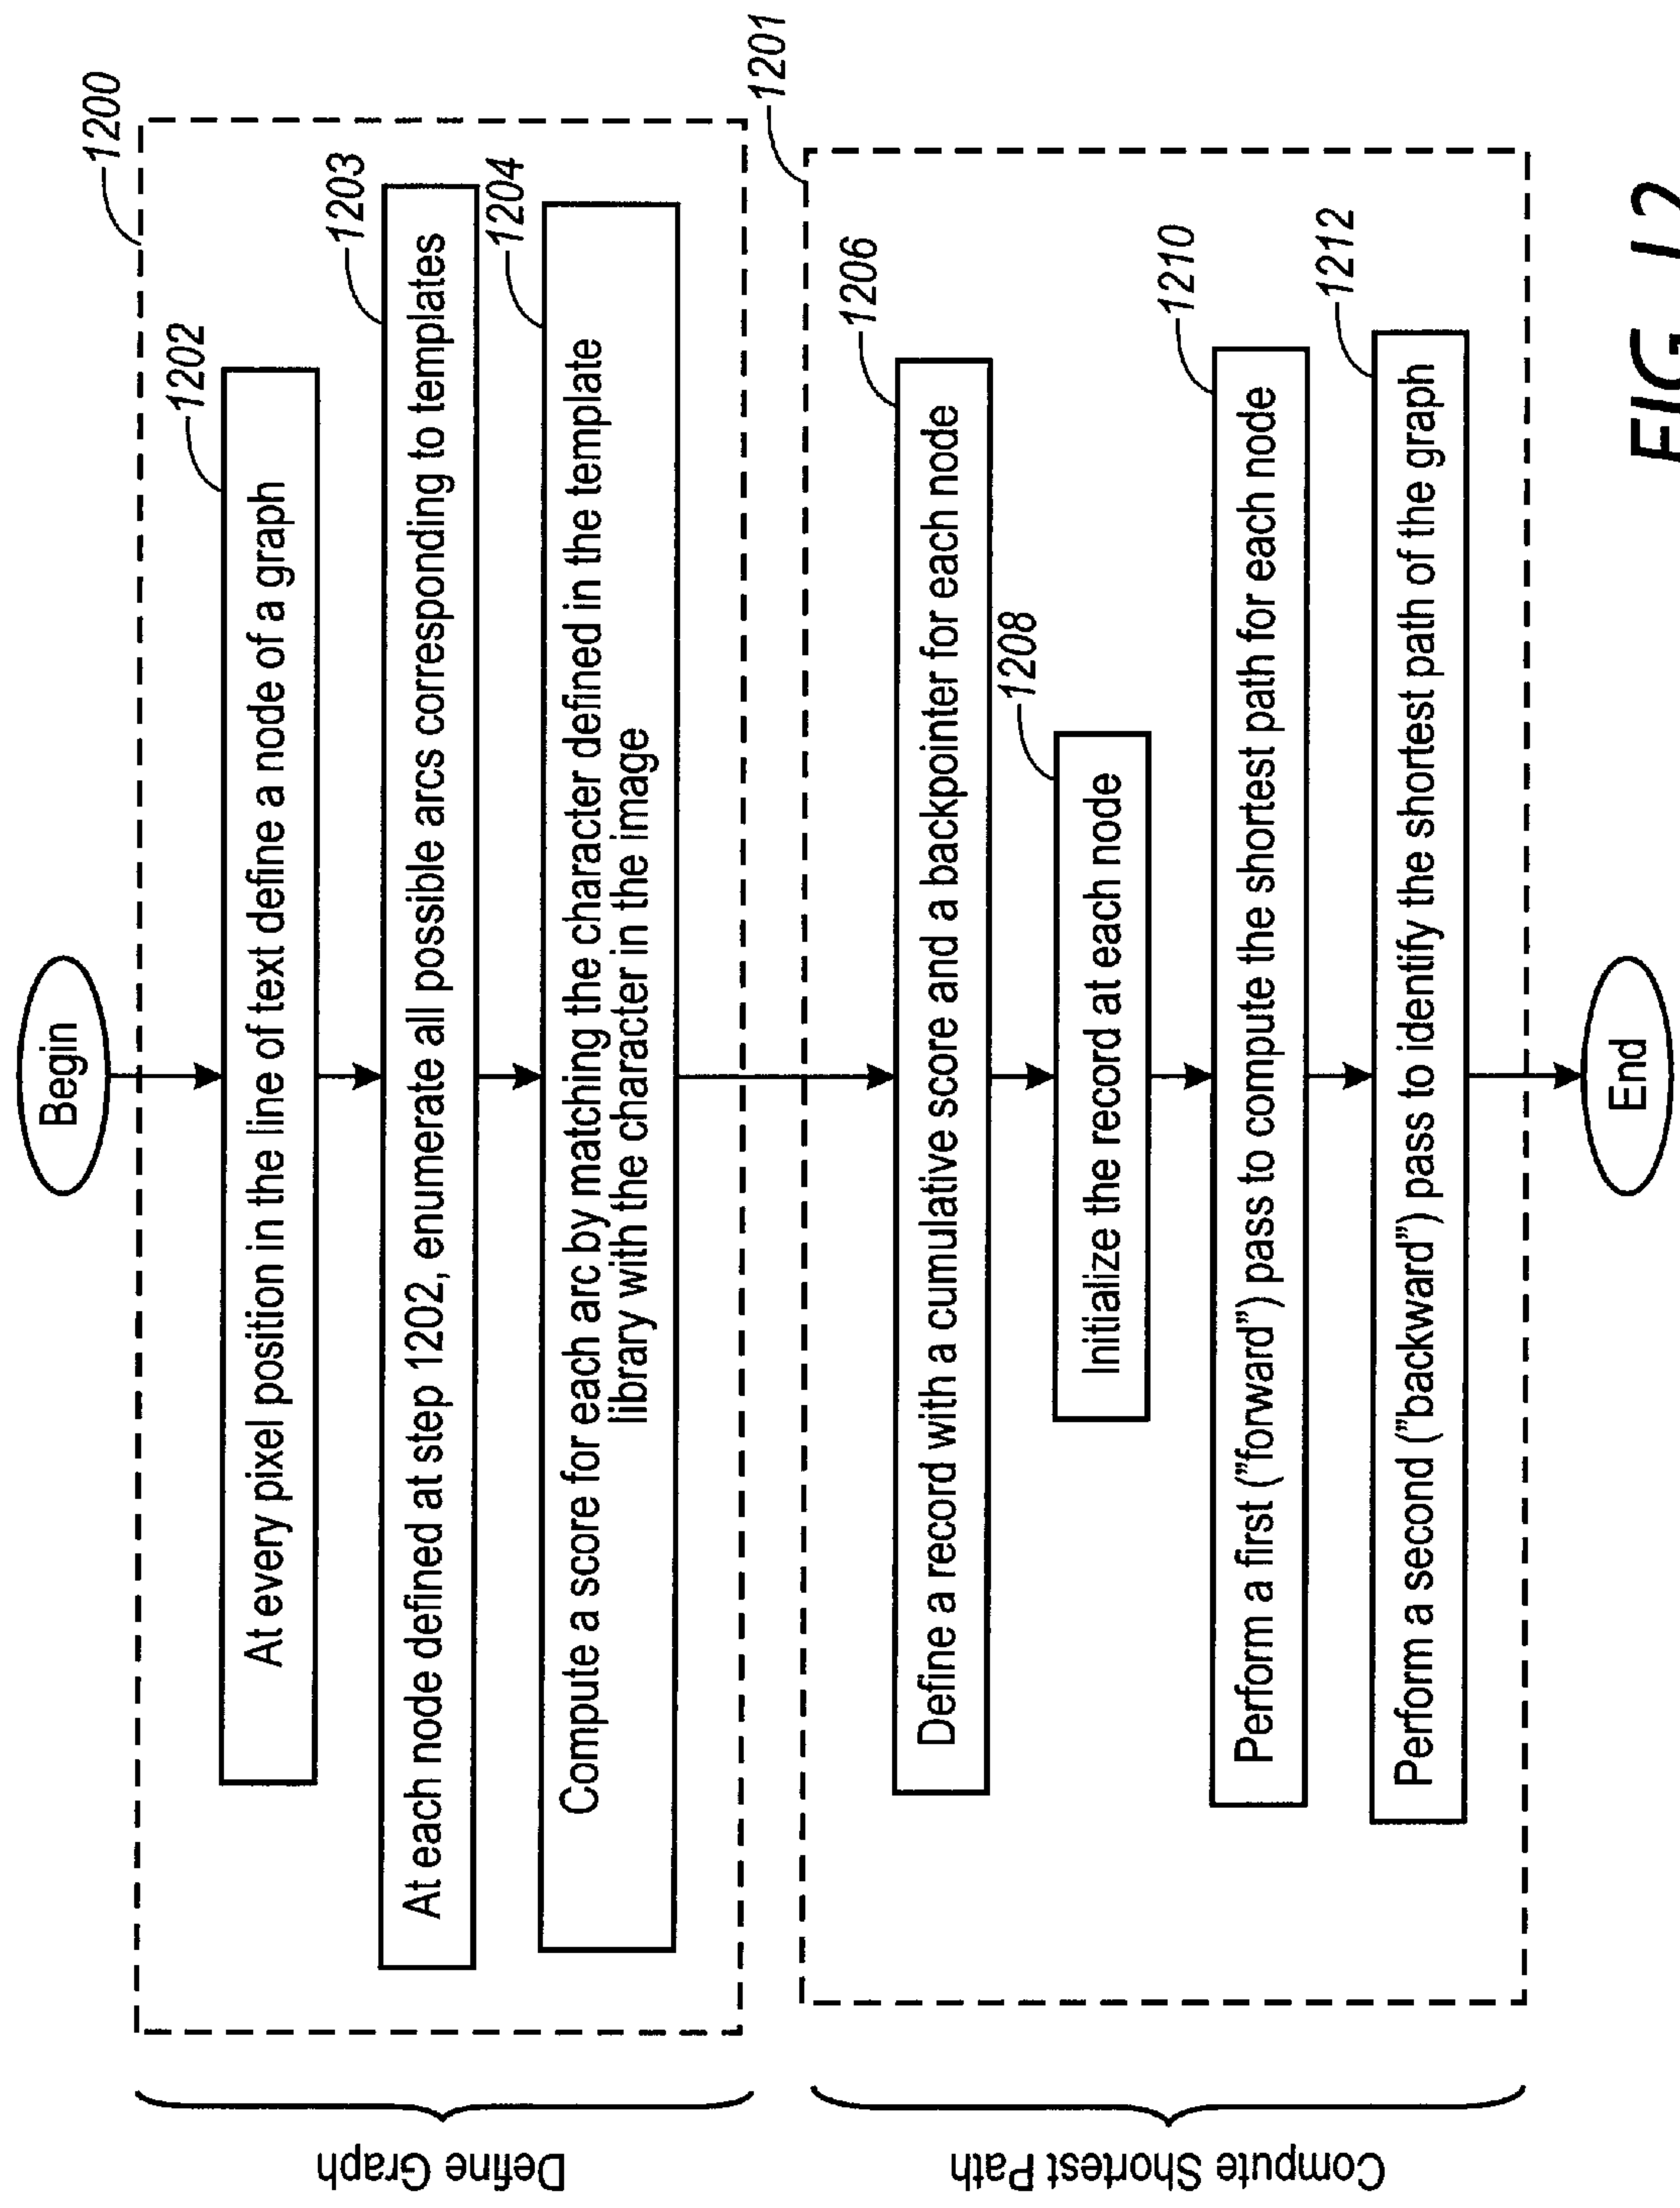 Begin
1200
1202
At every pixel position in the line of text define a node of a graph
1203
At each node defined at step 1202, enumerate all possible arcs corresponding to templates
1204
Compute a score for each arc by matching the character defined in the template
library with the character in the image
Define Graph
1201
1206
Define a record with a cumulative score and a backpointer for each node
1208
Initialize the record at each node
1210
Perform a first ("forward") pass to compute the shortest path for each node
1212
Perform a second ("backward") pass to identify the shortest path of the graph
Compute Shortest Path
End
FIG. 12